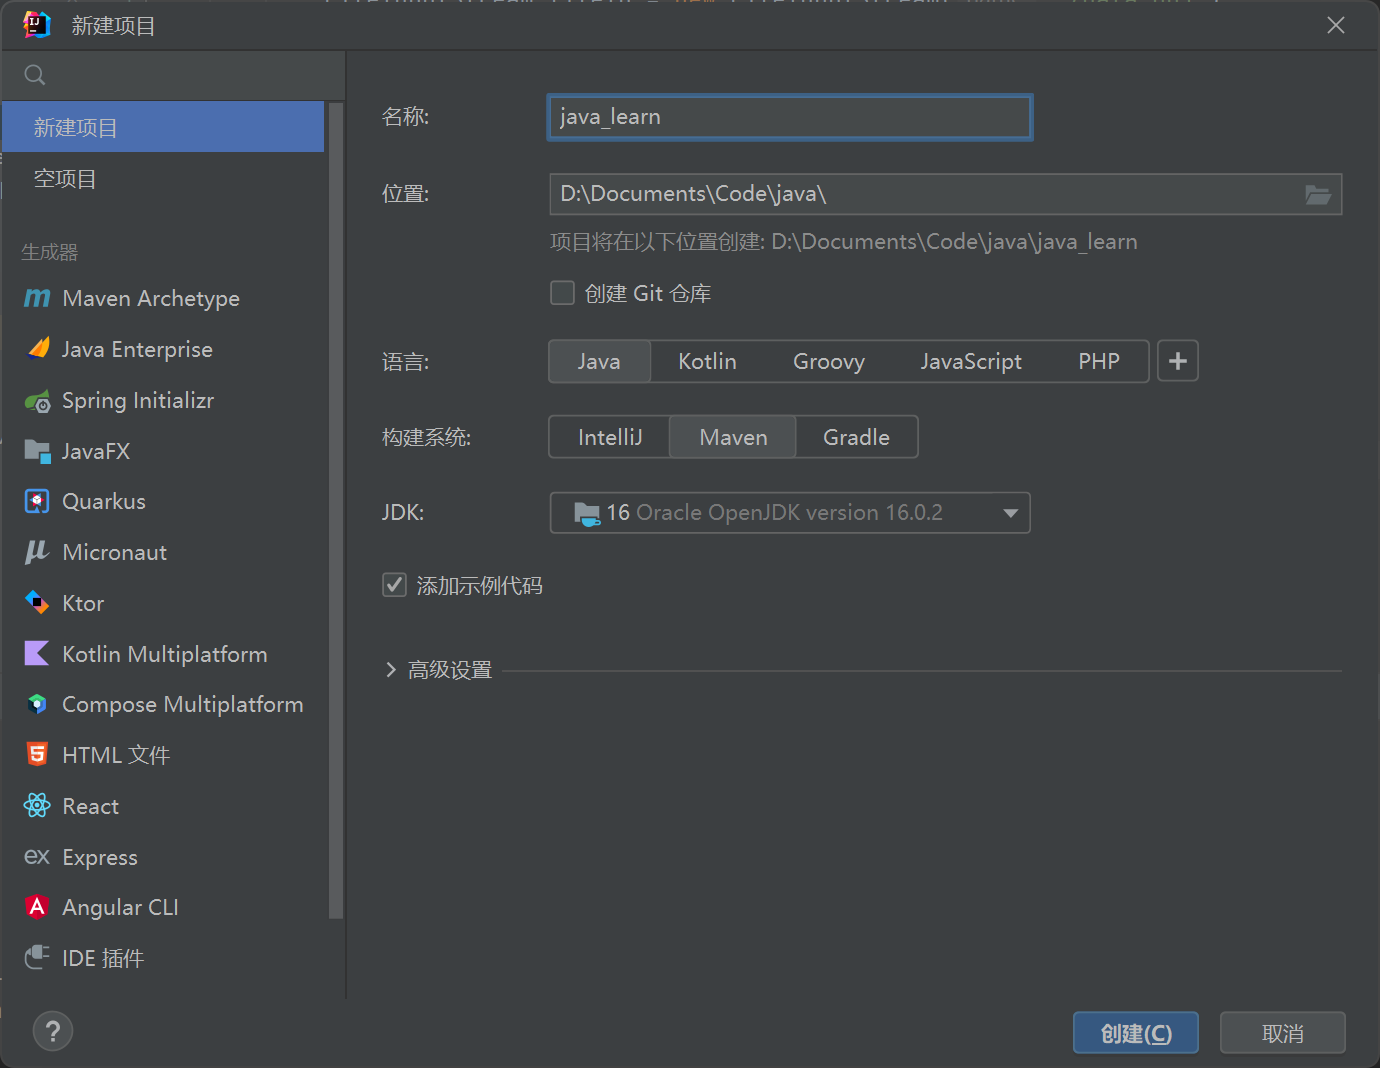 新建项目
新建项目
空项目
生成器
Maven Archetype
Java Enterprise
Spring Initializr
JavaFX
Quarkus
Micronaut
Ktor
Kotlin Multiplatform
Compose Multiplatform
HTML 文件
React
ex Express
Angular CLI
IDE 插件
名称: java_learn
位置: D:\Documents\Code\java\
项目将在以下位置创建: D:\Documents\Code\java\java_learn
创建 Git 仓库
语言: Java Kotlin Groovy JavaScript PHP +
构建系统: IntelliJ Maven Gradle
JDK: 16 Oracle OpenJDK version 16.0.2
添加示例代码
高级设置
?
创建(C) 取消